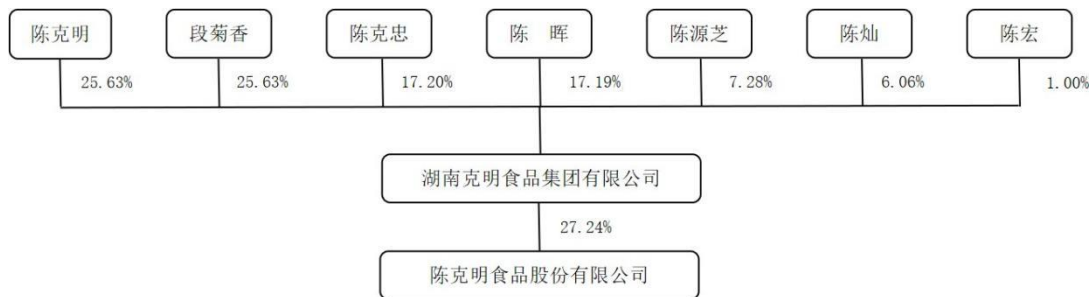 陈克明
段菊香
陈克忠
陈 晖
陈源芝
陈灿
陈宏
25.63%
25.63%
17.20%
17.19%
7.28%
6.06%
1.00%
湖南克明食品集团有限公司
27.24%
陈克明食品股份有限公司